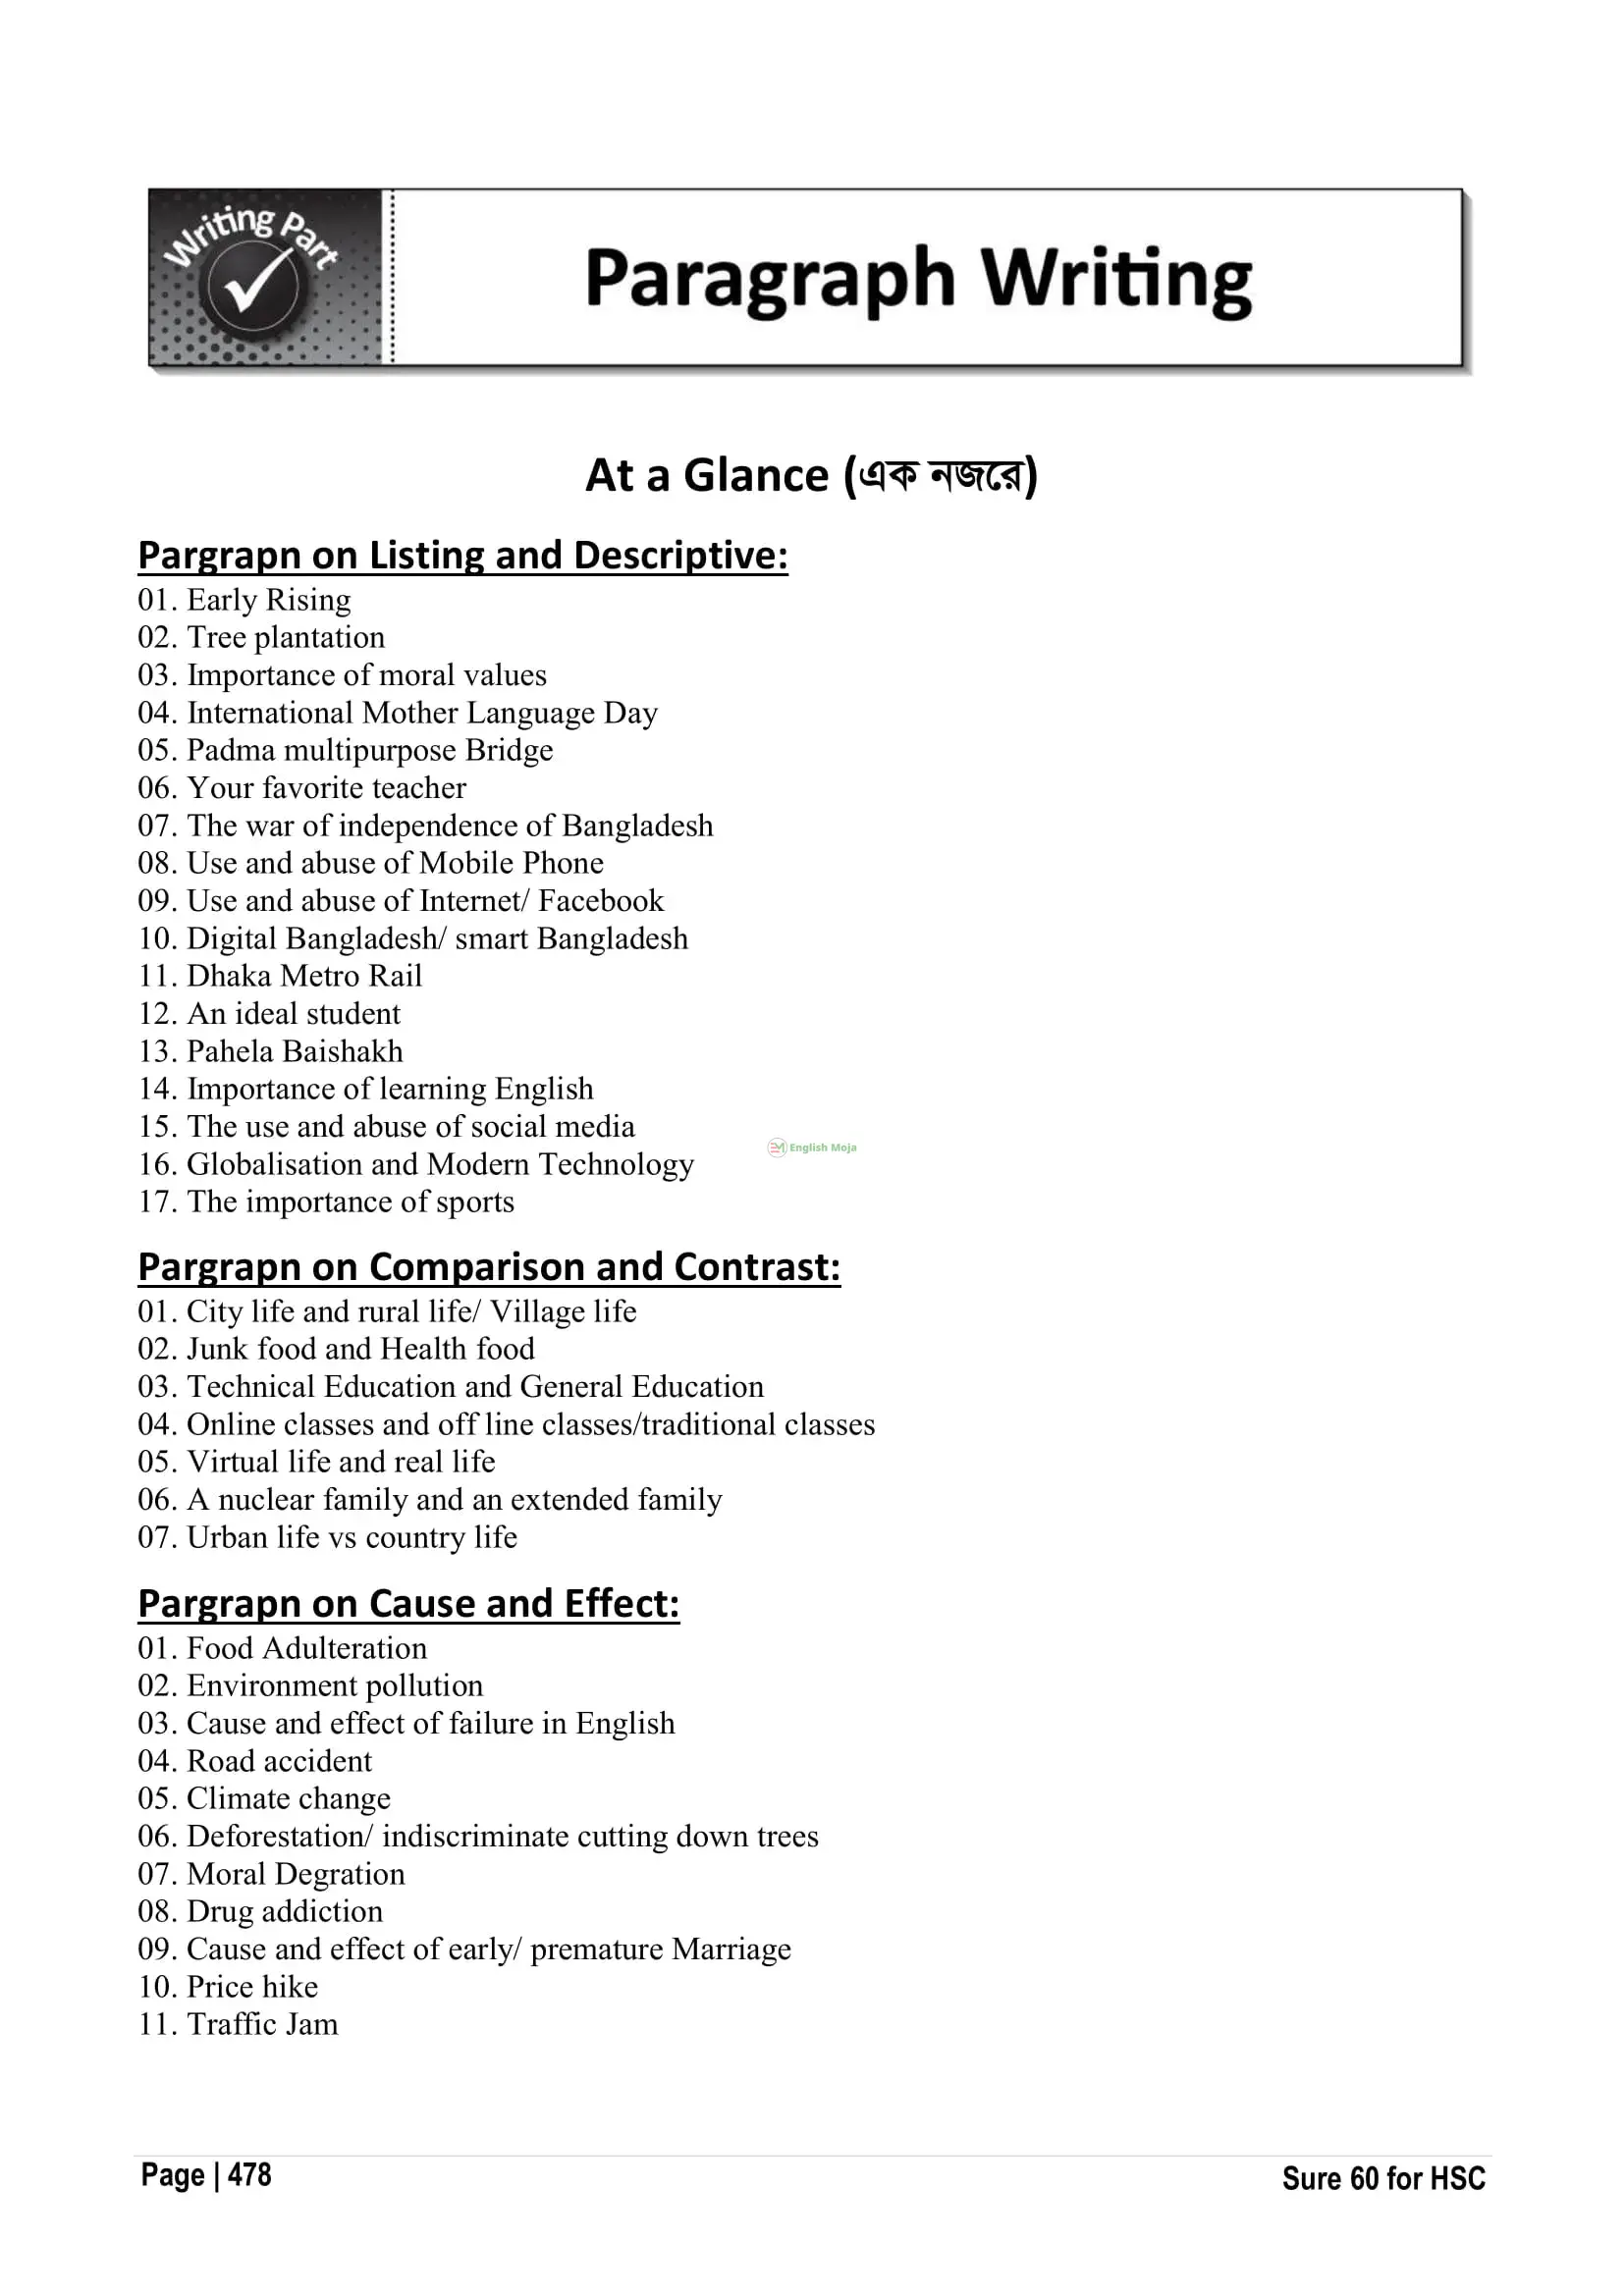 Writing Part
Paragraph Writing
At a Glance (এক নজরে)
Pargrapn on Listing and Descriptive:
01. Early Rising
02. Tree plantation
03. Importance of moral values
04. International Mother Language Day
05. Padma multipurpose Bridge
06. Your favorite teacher
07. The war of independence of Bangladesh
08. Use and abuse of Mobile Phone
09. Use and abuse of Internet/ Facebook
10. Digital Bangladesh/ smart Bangladesh
11. Dhaka Metro Rail
12. An ideal student
13. Pahela Baishakh
14. Importance of learning English
15. The use and abuse of social media
EM English Moja
16. Globalisation and Modern Technology
17. The importance of sports
Pargrapn on Comparison and Contrast:
01. City life and rural life/ Village life
02. Junk food and Health food
03. Technical Education and General Education
04. Online classes and off line classes/traditional classes
05. Virtual life and real life
06. A nuclear family and an extended family
07. Urban life vs country life
Pargrapn on Cause and Effect:
01. Food Adulteration
02. Environment pollution
03. Cause and effect of failure in English
04. Road accident
05. Climate change
06. Deforestation/ indiscriminate cutting down trees
07. Moral Degration
08. Drug addiction
09. Cause and effect of early/ premature Marriage
10. Price hike
11. Traffic Jam
Page | 478
Sure 60 for HSC